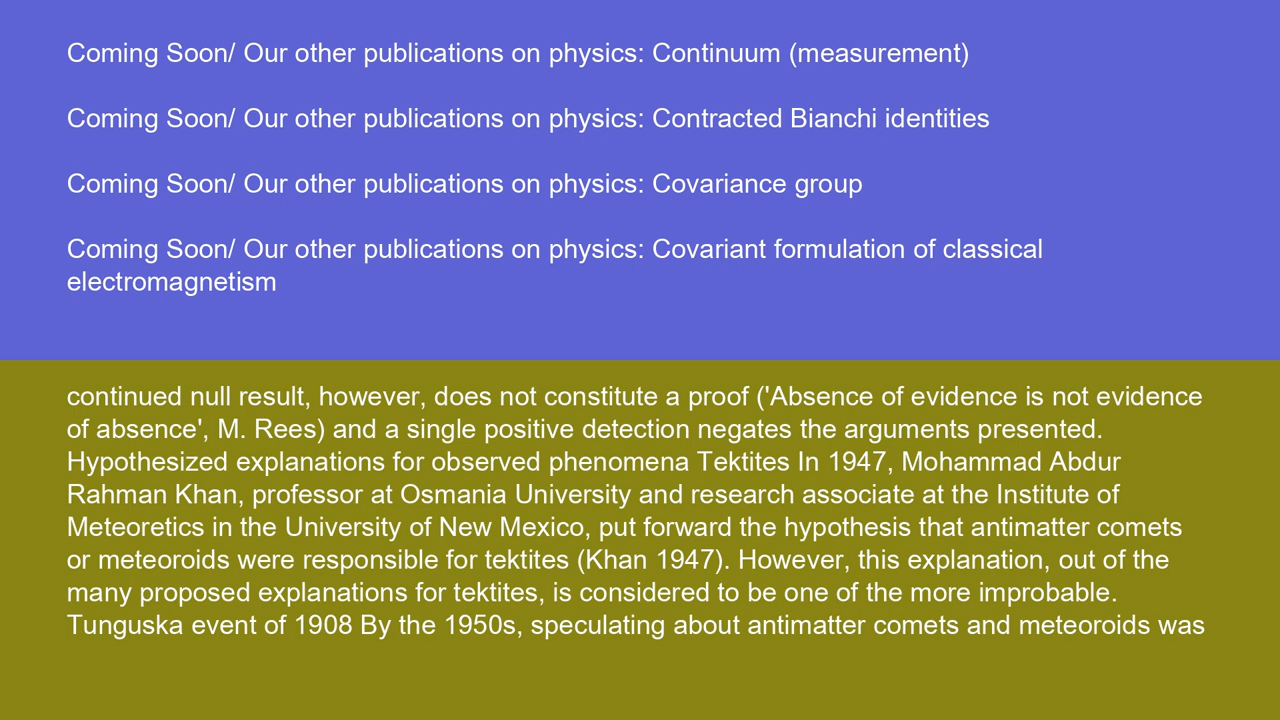 Coming Soon/ Our other publications on physics: Continuum (measurement)
Coming Soon/ Our other publications on physics: Contracted Bianchi identities
Coming Soon/ Our other publications on physics: Covariance group
Coming Soon/ Our other publications on physics: Covariant formulation of classical
electromagnetism
continued null result, however, does not constitute a proof ('Absence of evidence is not evidence
of absence', M. Rees) and a single positive detection negates the arguments presented.
Hypothesized explanations for observed phenomena Tektites In 1947, Mohammad Abdur
Rahman Khan, professor at Osmania University and research associate at the Institute of
Meteoretics in the University of New Mexico, put forward the hypothesis that antimatter comets
or meteoroids were responsible for tektites (Khan 1947). However, this explanation, out of the
many proposed explanations for tektites, is considered to be one of the more improbable.
Tunguska event of 1908 By the 1950s, speculating about antimatter comets and meteoroids was